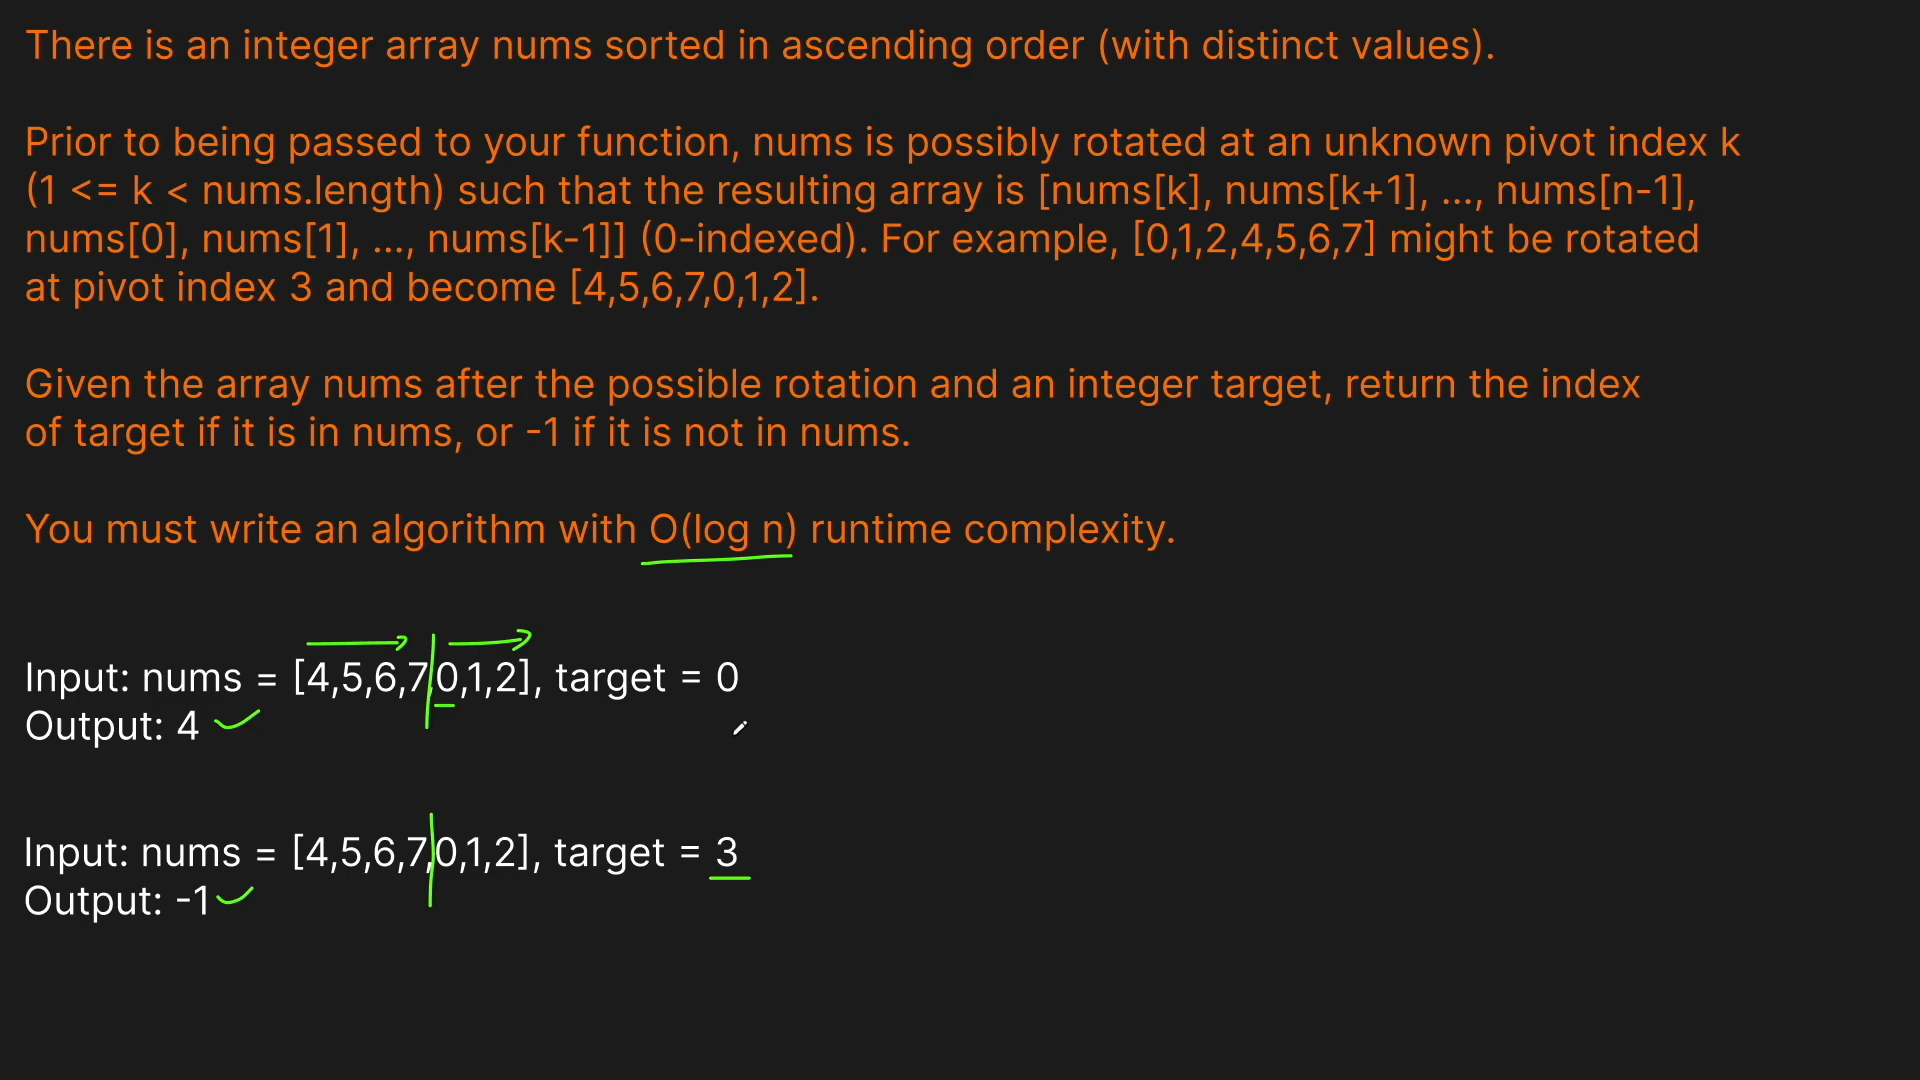 There is an integer array nums sorted in ascending order (with distinct values).
Prior to being passed to your function, nums is possibly rotated at an unknown pivot index k
(1 <= k < nums.length) such that the resulting array is [nums[k], nums[k+1], ..., nums[n-1],
nums[0], nums[1], ..., nums[k-1]] (0-indexed). For example, [0,1,2,4,5,6,7] might be rotated
at pivot index 3 and become [4,5,6,7,0,1,2].
Given the array nums after the possible rotation and an integer target, return the index
of target if it is in nums, or -1 if it is not in nums.
You must write an algorithm with O(log n) runtime complexity.
Input: nums = [4,5,6,7,0,1,2], target = 0
Output: 4
Input: nums = [4,5,6,7,0,1,2], target = 3
Output: -1